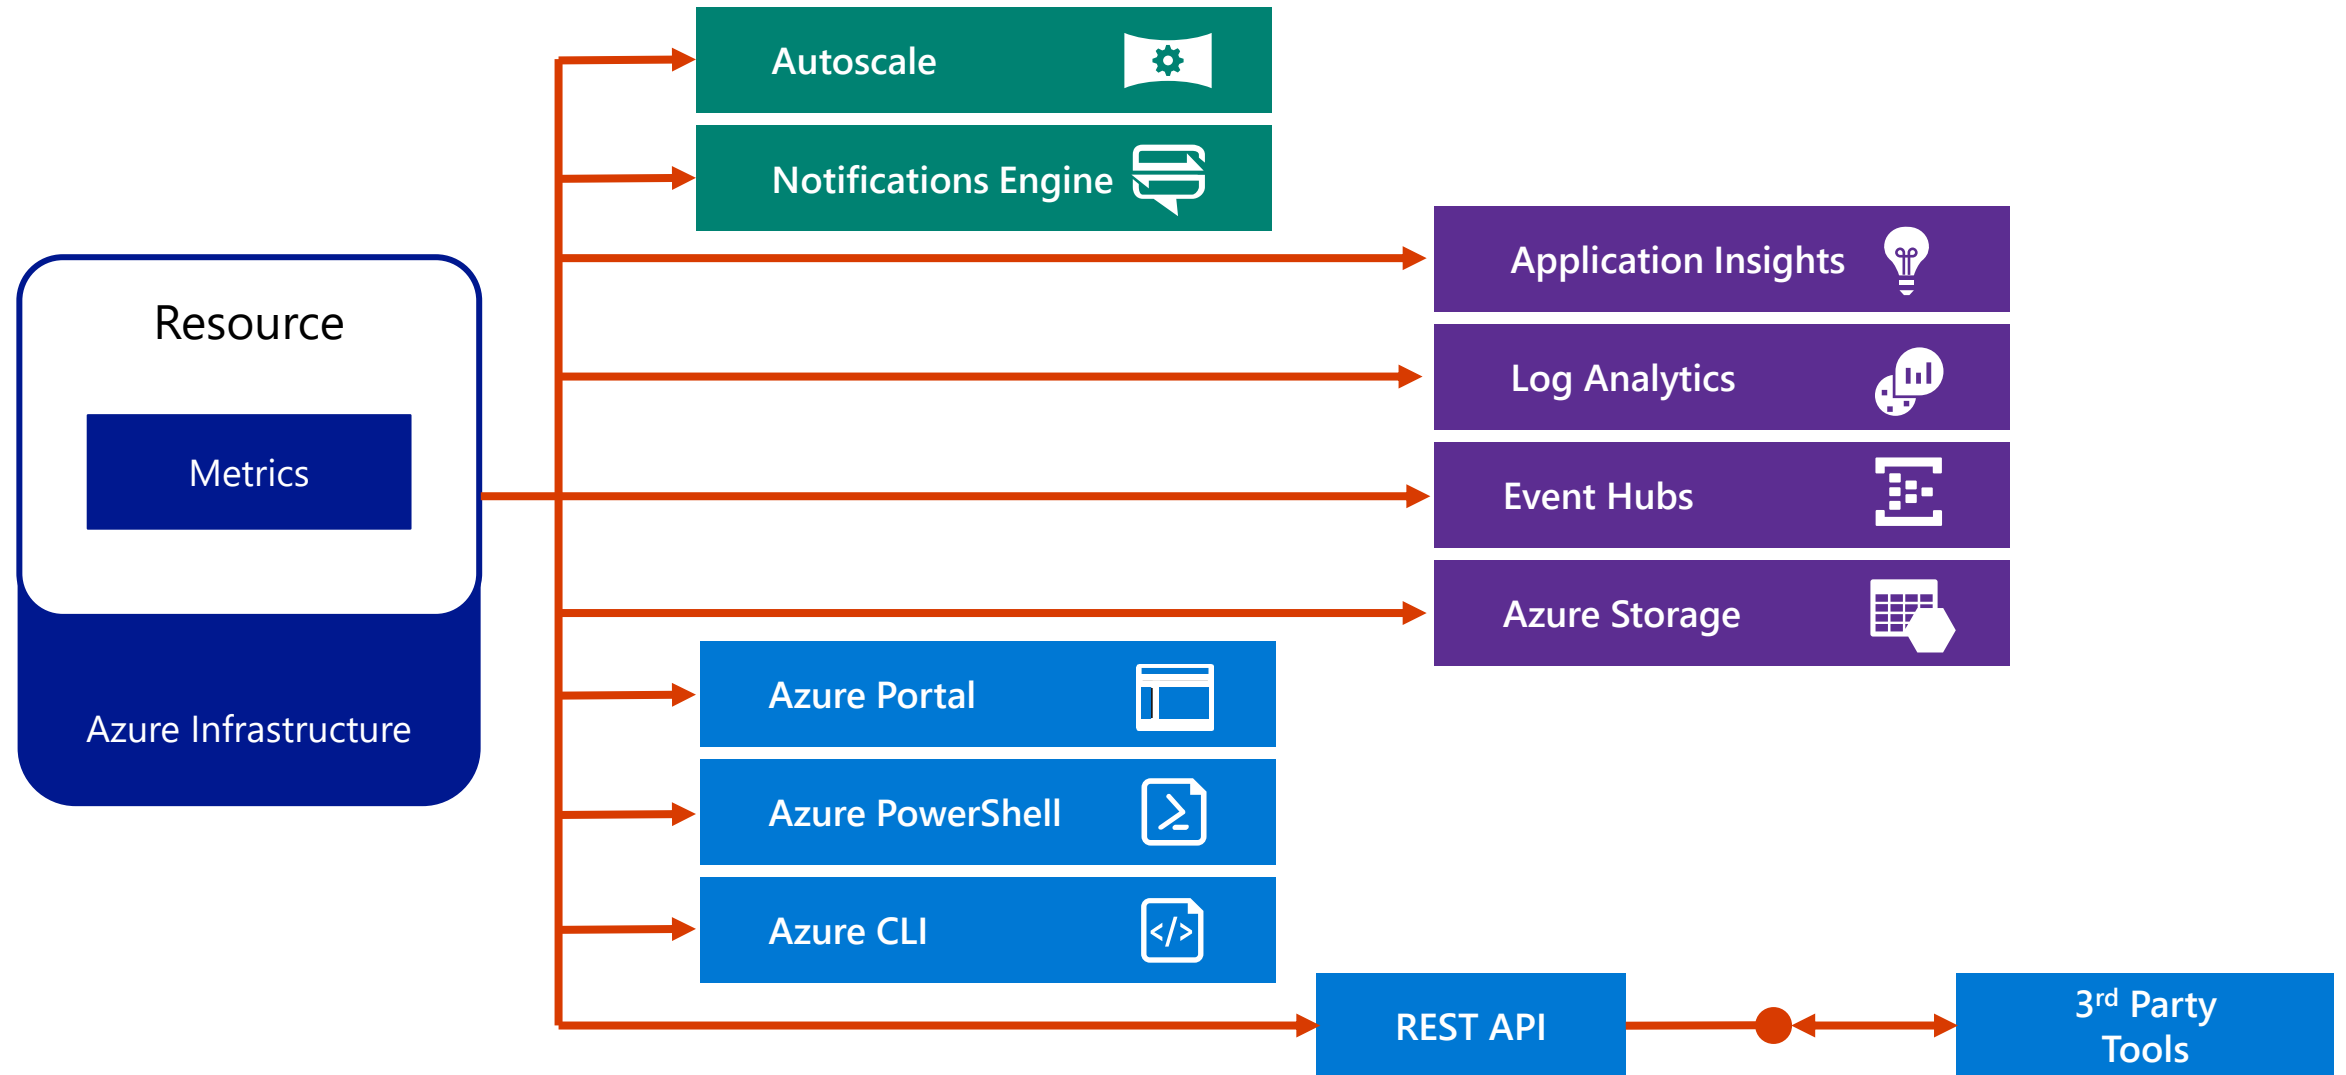 Autoscale
Notifications Engine
Application Insights
Resource
Log Analytics
Metrics
Event Hubs
Azure Storage
Azure Portal
Azure Infrastructure
Azure PowerShell
</>
Azure CLI
REST API
3rd Party
Tools